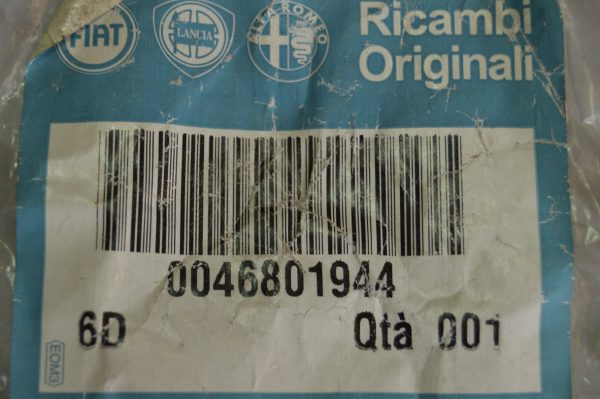 FIAT
LANCIA
ALFA ROMEO
Ricambi
Originali
0046801944
6D
Qtà 001
EOM3